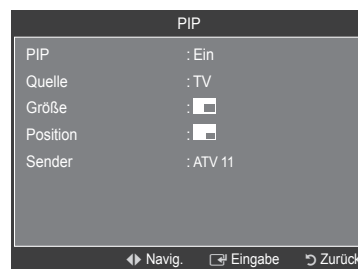 PIP
PIP : Ein
Quelle : TV
Größe :
Position :
Sender : ATV 11
Navig. Eingabe Zurück